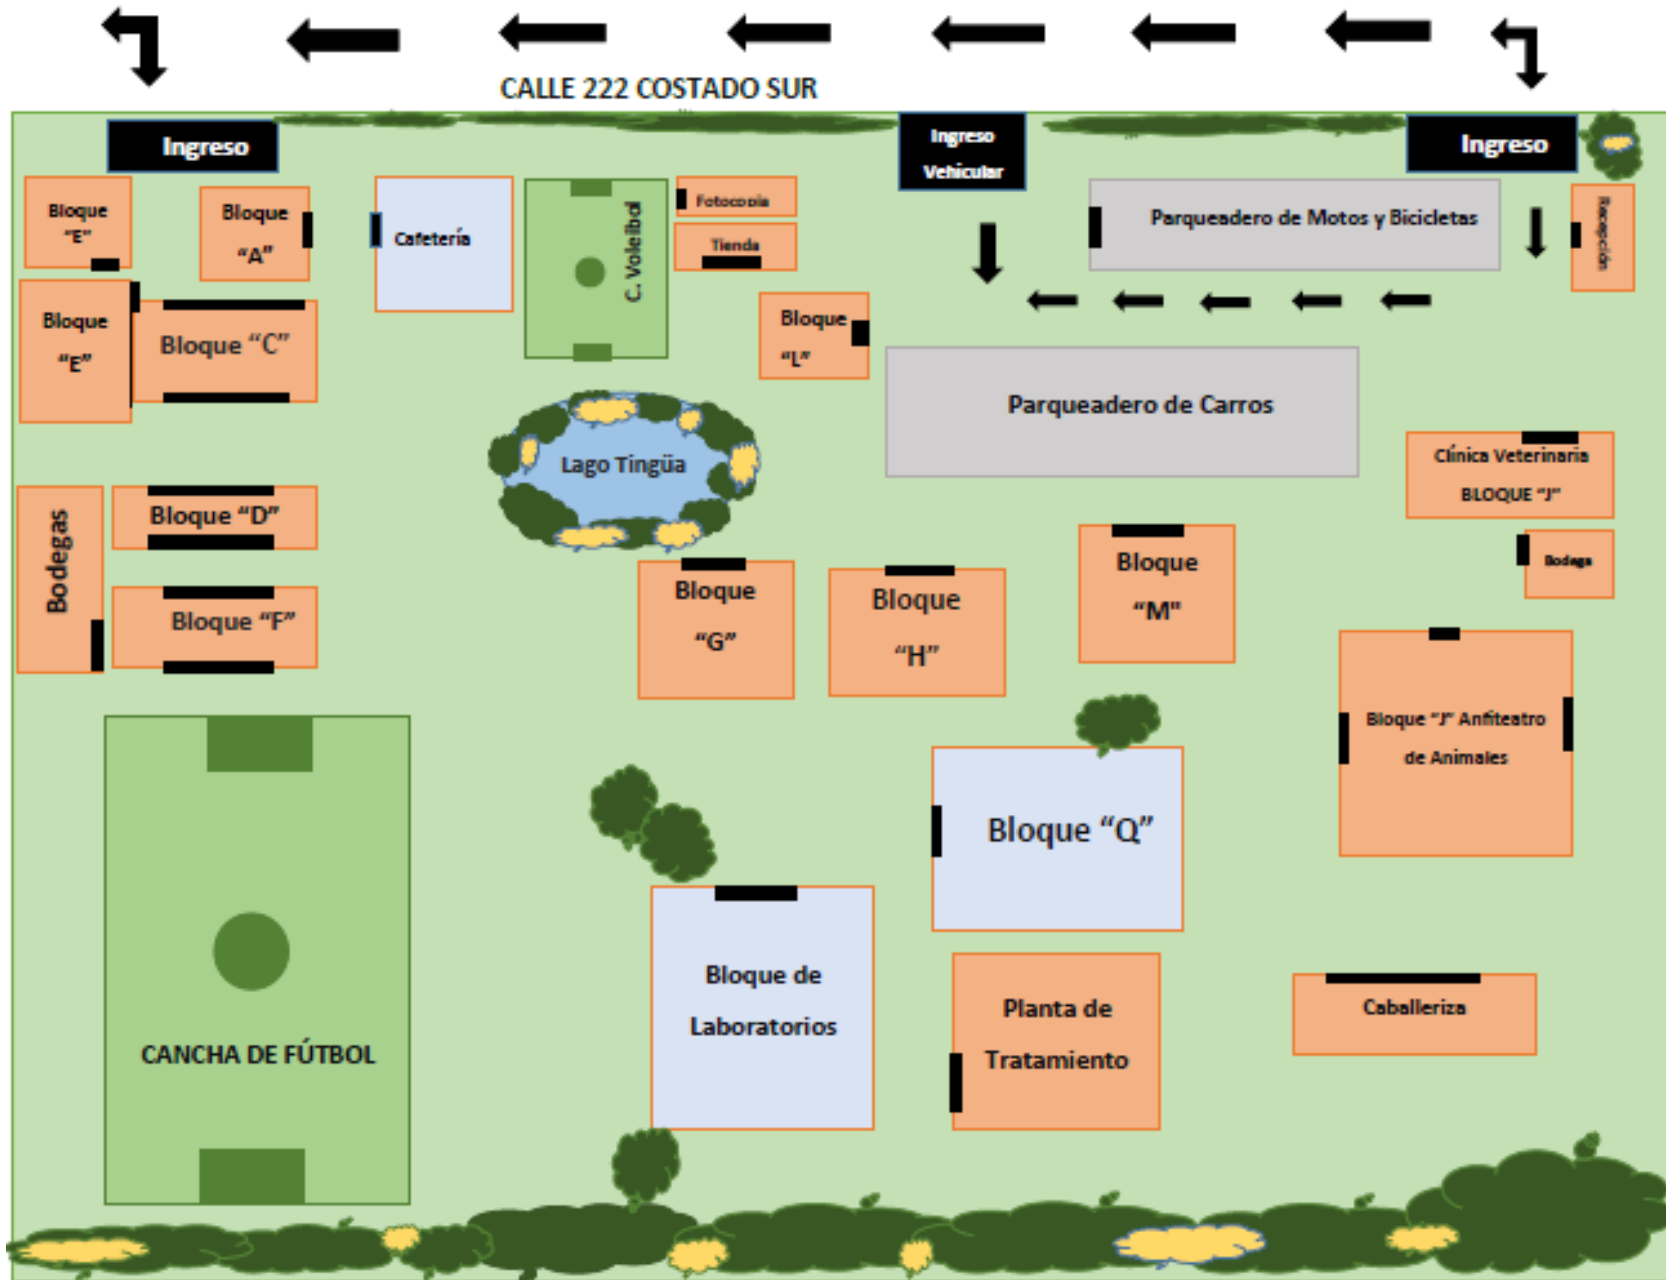 CALLE 222 COSTADO SUR
Ingreso
Ingreso
Vehicular
Ingreso
Bloque
"E"
Bloque
"A"
Cafetería
C. Voleibol
Fotocopia
Tienda
Parqueadero de Motos y Bicicletas
Recepción
Bloque
"E"
Bloque "C"
Bloque
"L"
Parqueadero de Carros
Lago Tingüa
Clínica Veterinaria
BLOQUE "J"
Bodegas
Bloque "D"
Bloque "F"
Bloque
"G"
Bloque
"H"
Bloque
"M"
Bodega
Bloque "J" Anfiteatro
de Animales
Bloque "Q"
CANCHA DE FÚTBOL
Bloque de
Laboratorios
Planta de
Tratamiento
Caballeriza